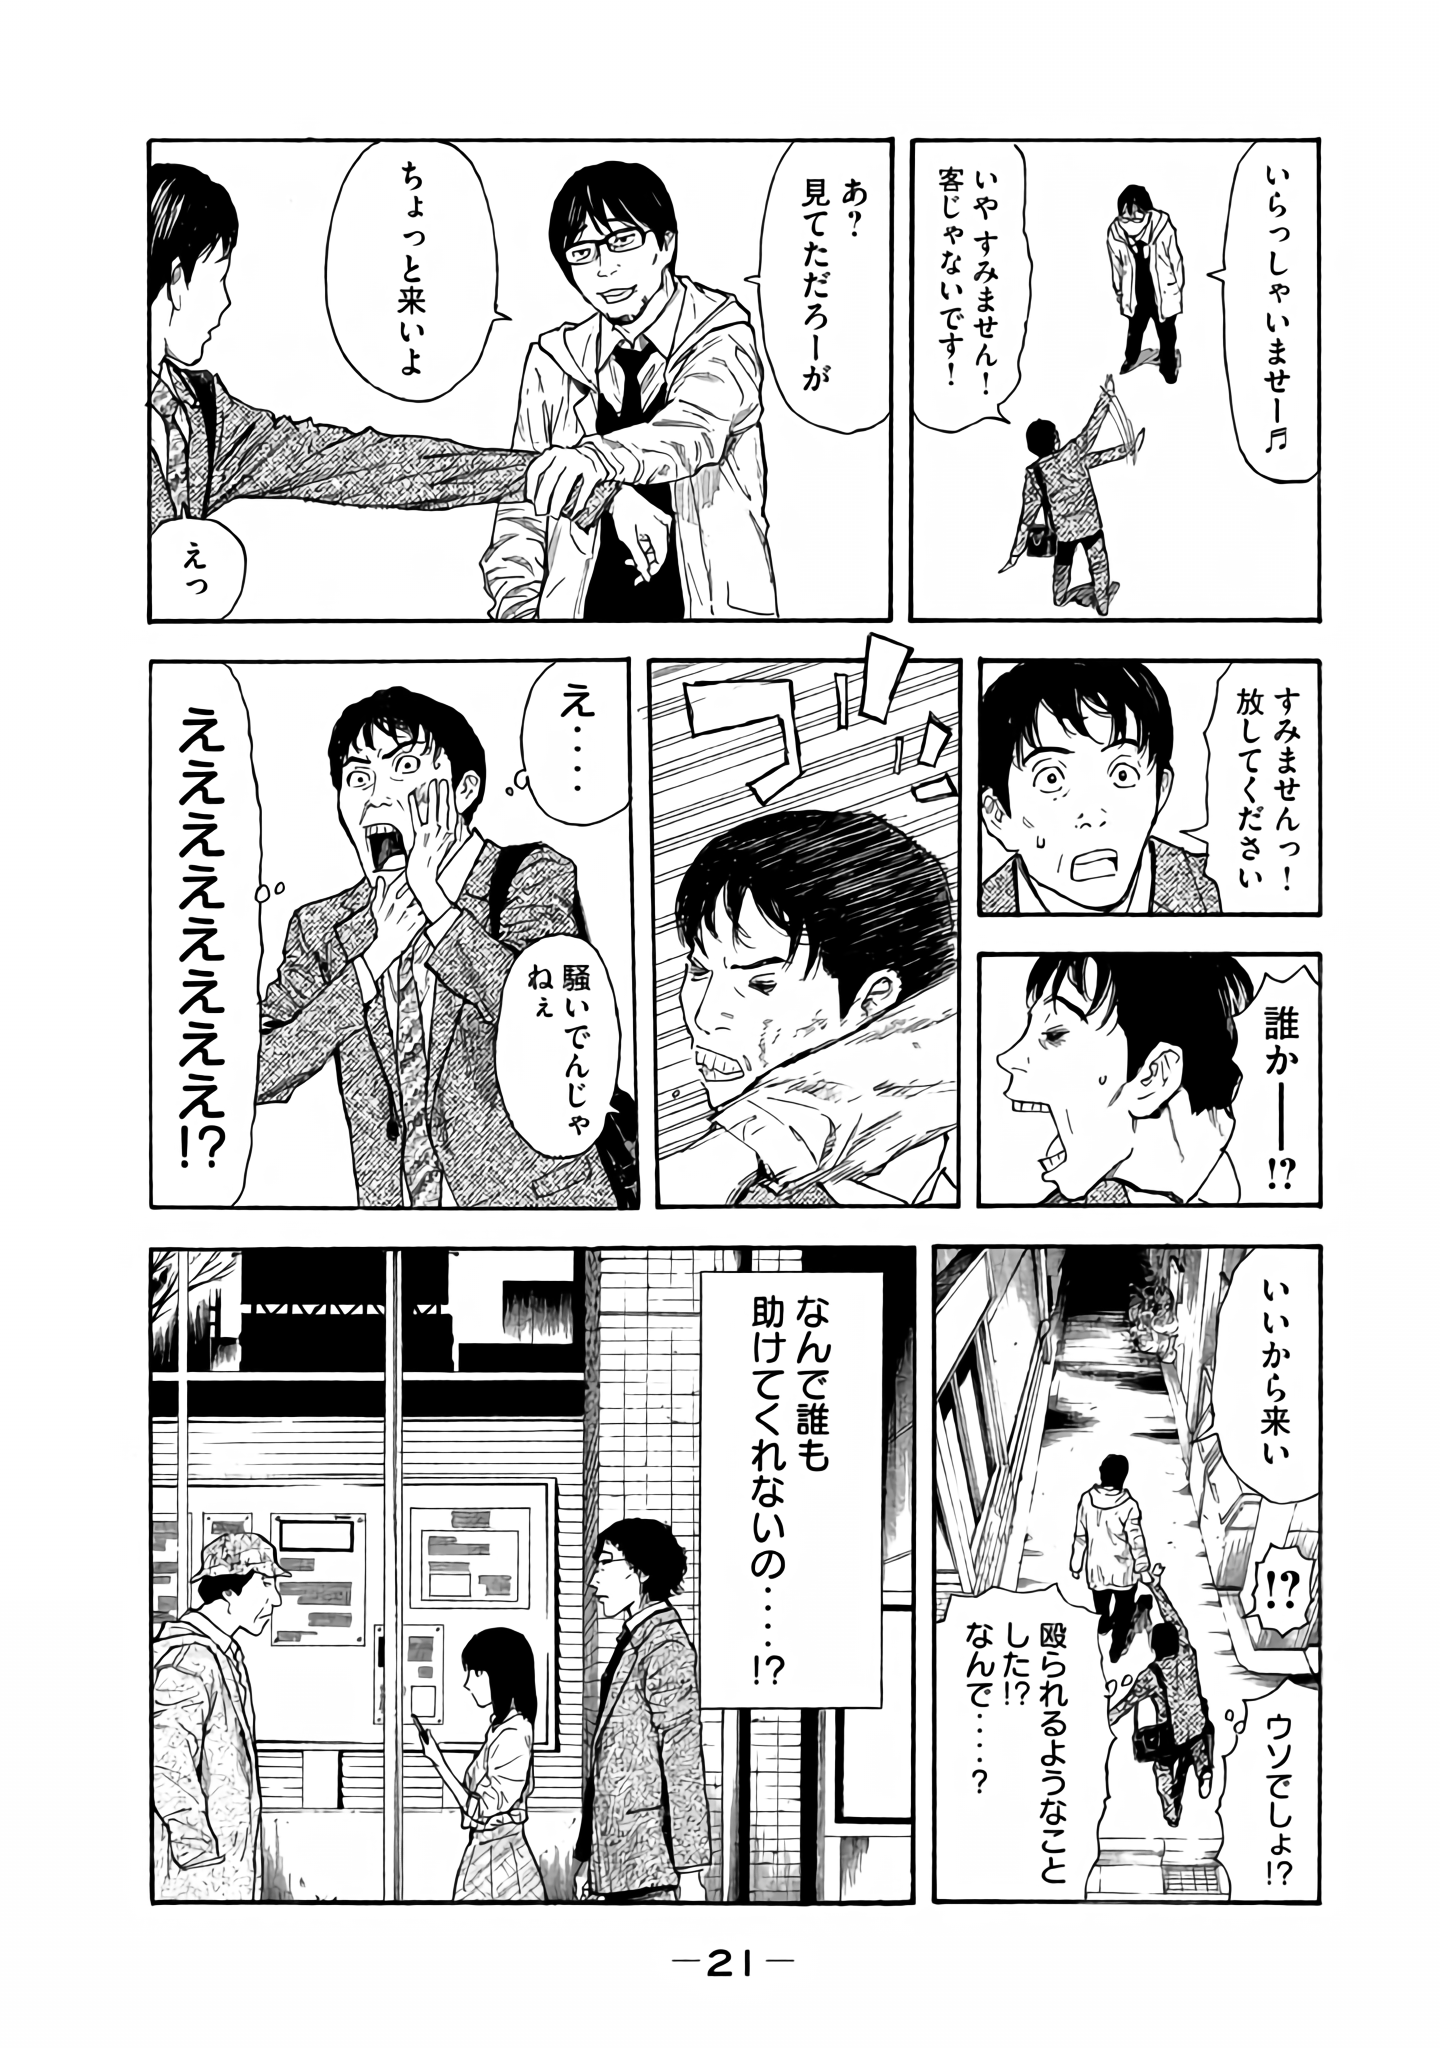 いらっしゃいませー♬
いや すみません！
客じゃないです！
あ？
見てただろーが
ちょっと来いよ
えっ
すみませんっ！
放してください
誰か――!?
え‥‥
騒いでんじゃ
ねぇ
ええええええええ!?
いいから来い
!?
ウソでしょ!?
殴られるようなこと
した!?
なんで‥‥?
なんで誰も
助けてくれないの‥‥!?
—21—